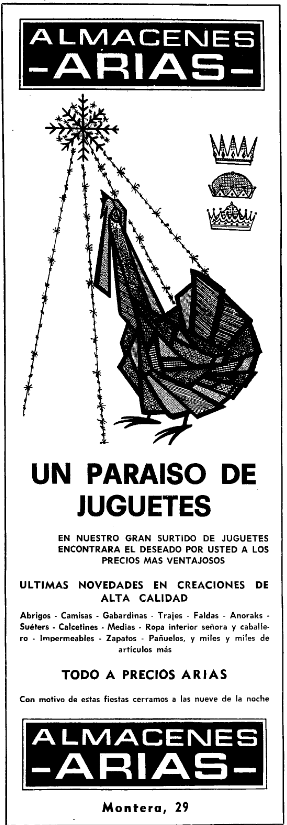 ALMACENES
-ARIAS-
UN PARAISO DE
JUGUETES
EN NUESTRO GRAN SURTIDO DE JUGUETES
ENCONTRARA EL DESEADO POR USTED A LOS
PRECIOS MAS VENTAJOSOS
ULTIMAS NOVEDADES EN CREACIONES DE
ALTA CALIDAD
Abrigos - Camisas - Gabardinas - Trajes - Faldas - Anoraks -
Suéters - Calcetines - Medias - Ropa interior señora y caballe-
ro - Impermeables - Zapatos - Pañuelos, y miles y miles de
artículos más
TODO A PRECIOS ARIAS
Con motivo de estas fiestas cerramos a las nueve de la noche
ALMACENES
-ARIAS-
Montera, 29